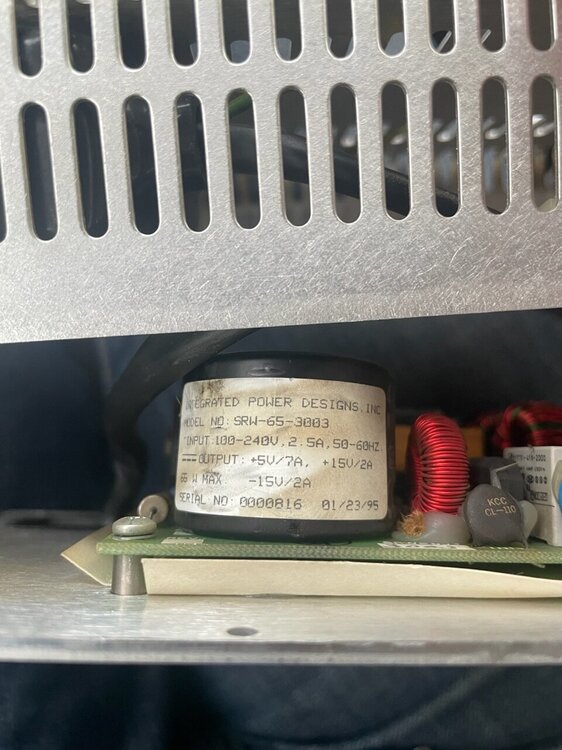 INTEGRATED POWER DESIGNS,INC
MODEL NO:SRW-65-3003
INPUT:100-240V,2.5A,50-60HZ
OUTPUT: +5V/7A, +15V/2A
65 W MAX. -15V/2A
SERIAL NO:0000816 01/23/95
KCC
CL-110